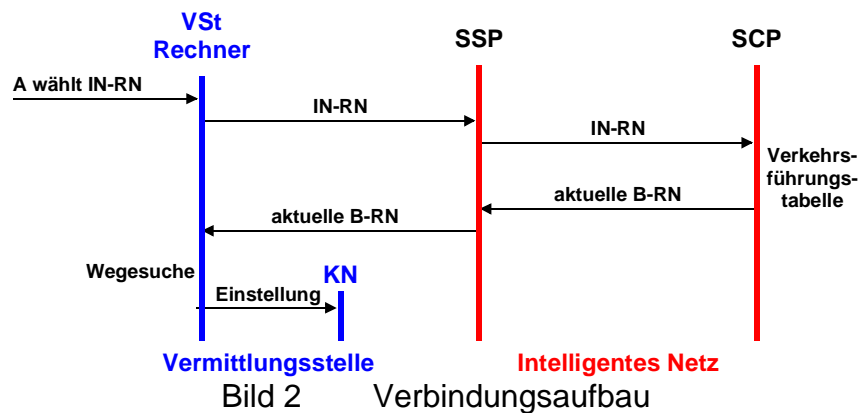 VSt
Rechner
SSP
SCP
A wählt IN-RN
IN-RN
IN-RN
Verkehrs-
führungs-
tabelle
aktuelle B-RN
aktuelle B-RN
Wegesuche
KN
Einstellung
Vermittlungsstelle
Intelligentes Netz
Bild 2 Verbindungsaufbau